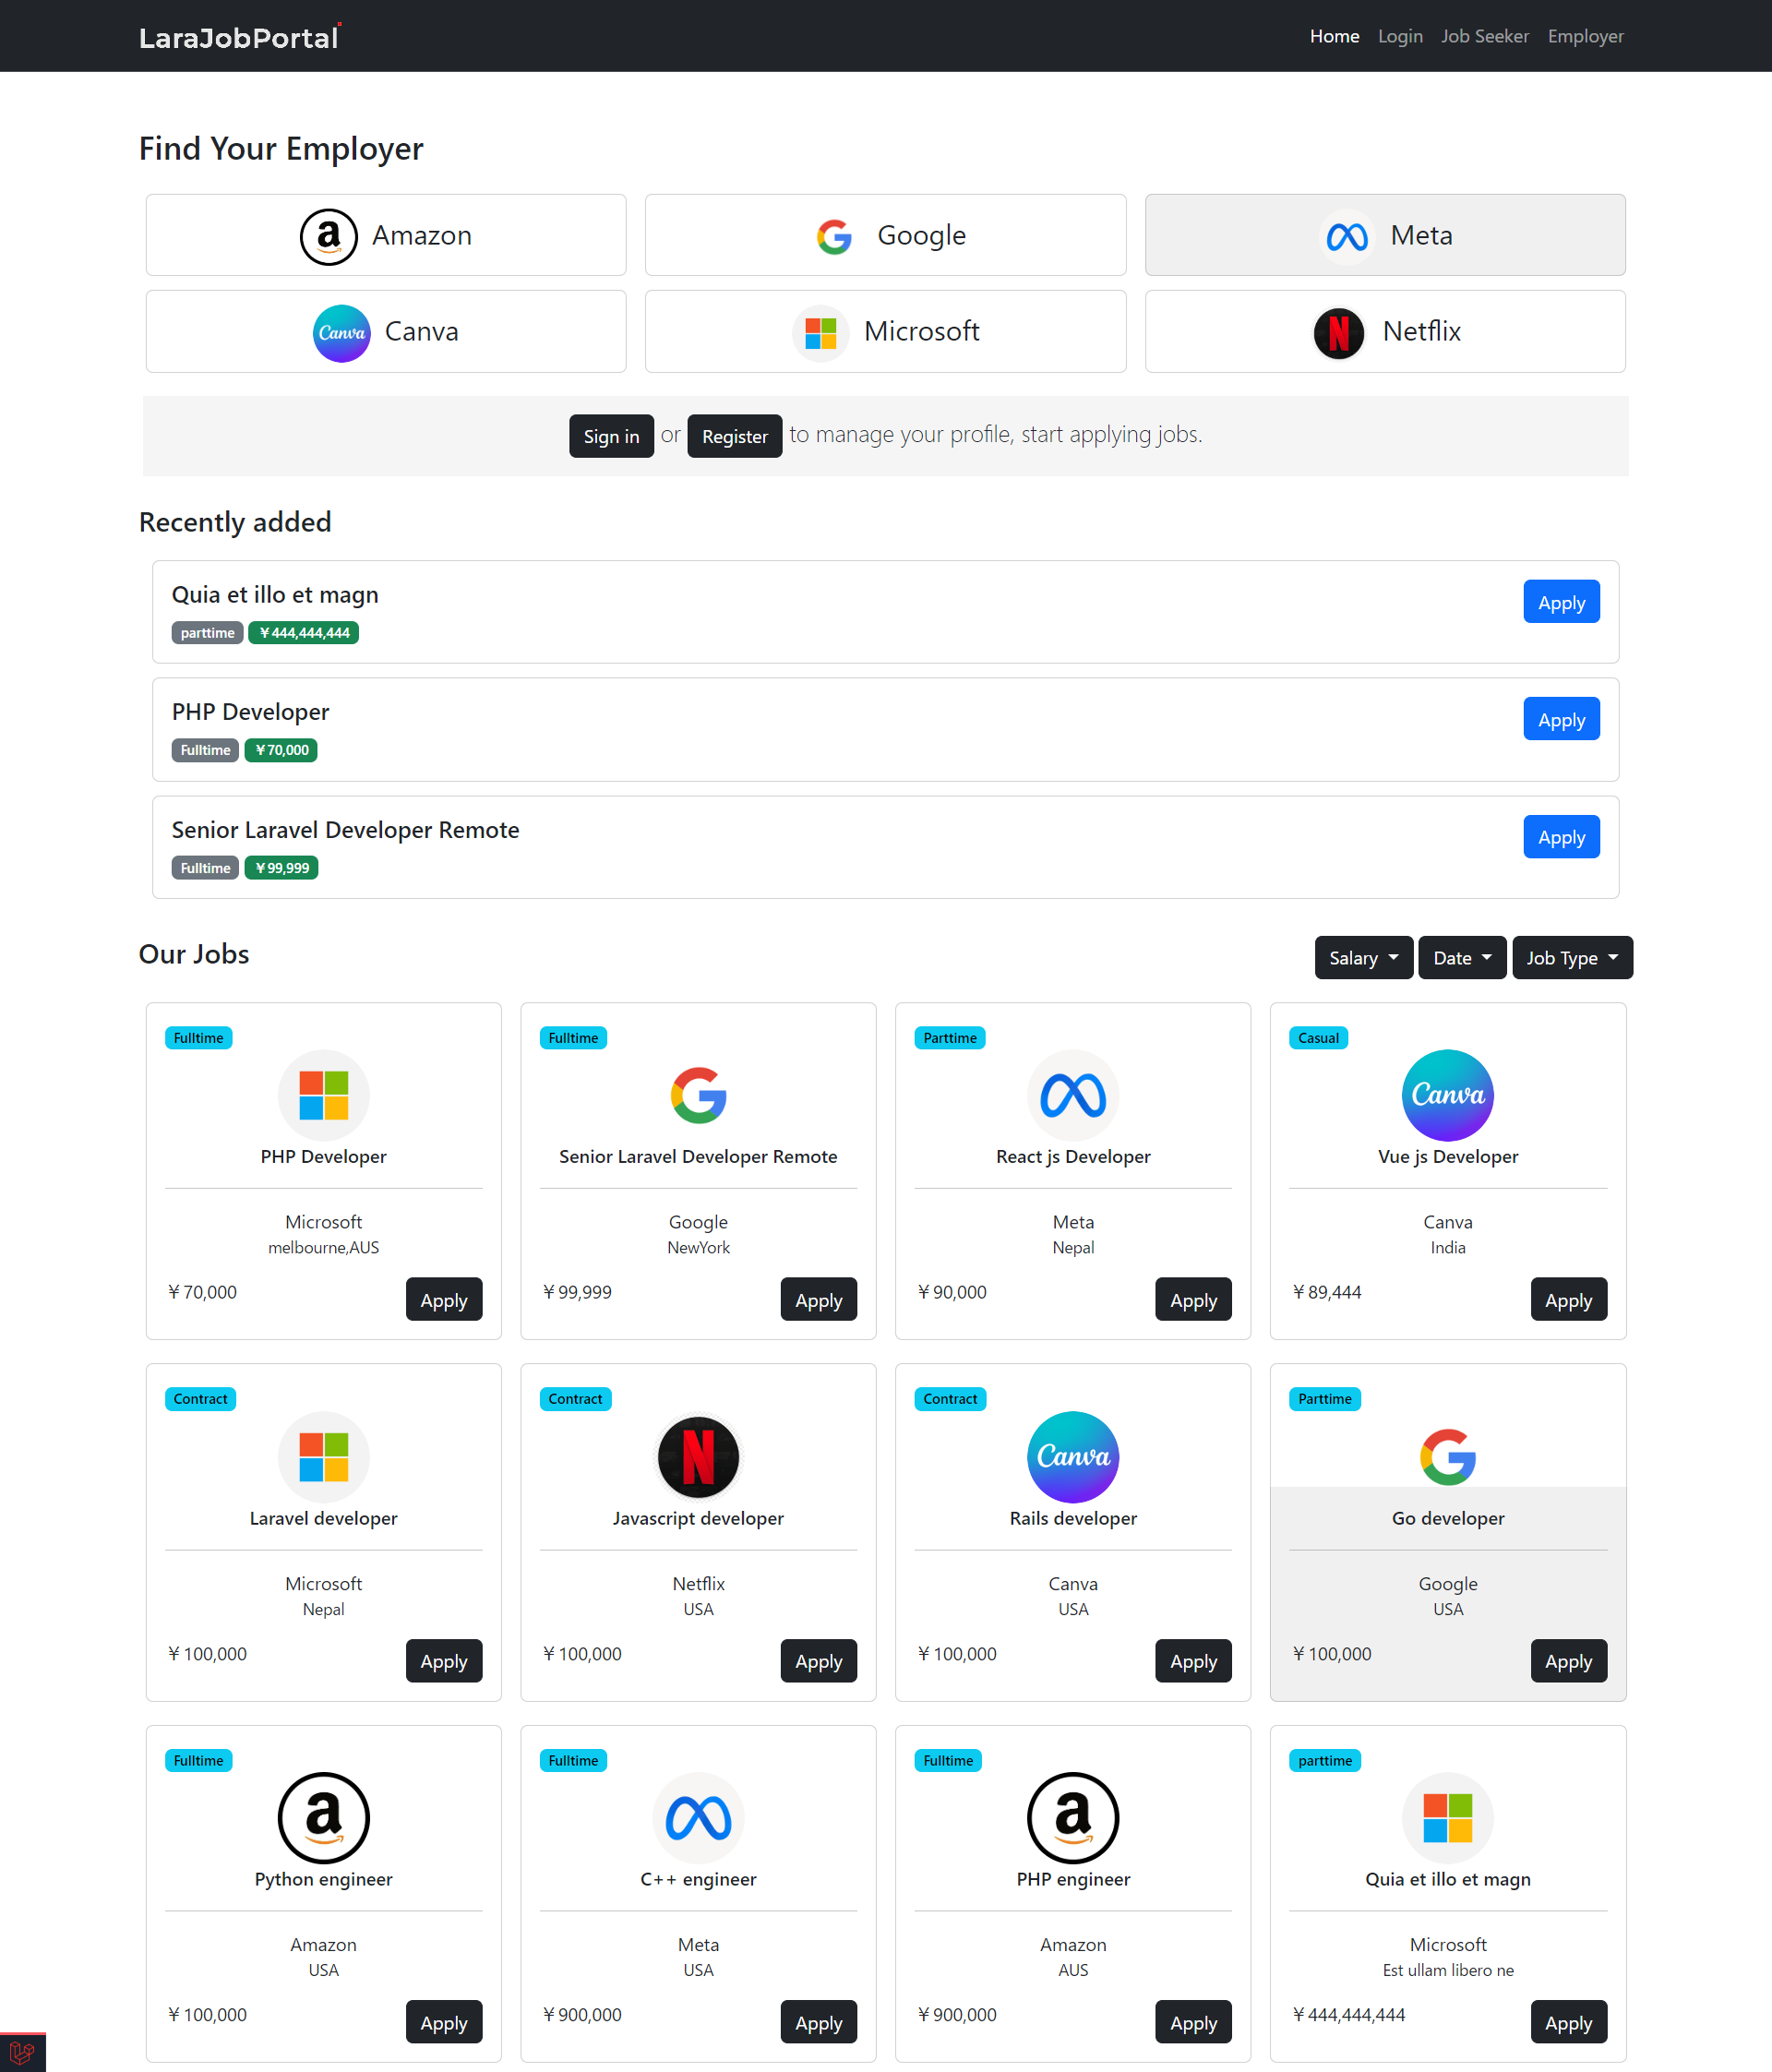 LaraJobPortal
Home Login Job Seeker Employer
Find Your Employer
Amazon
Google
Meta
Canva Canva
Microsoft
Netflix
Sign in or Register to manage your profile, start applying jobs.
Recently added
Quia et illo et magn
Apply
parttime ¥ 444,444,444
PHP Developer
Apply
Fulltime ¥ 70,000
Senior Laravel Developer Remote
Apply
Fulltime ¥ 99,999
Our Jobs
Salary Date Job Type
Fulltime
PHP Developer
Microsoft
melbourne,AUS
¥ 70,000 Apply
Fulltime
Senior Laravel Developer Remote
Google
NewYork
¥ 99,999 Apply
Parttime
React js Developer
Meta
Nepal
¥ 90,000 Apply
Casual
Canva
Vue js Developer
Canva
India
¥ 89,444 Apply
Contract
Laravel developer
Microsoft
Nepal
¥ 100,000 Apply
Contract
Javascript developer
Netflix
USA
¥ 100,000 Apply
Contract
Canva
Rails developer
Canva
USA
¥ 100,000 Apply
Parttime
Go developer
Google
USA
¥ 100,000 Apply
Fulltime
Python engineer
Amazon
USA
¥ 100,000 Apply
Fulltime
C++ engineer
Meta
USA
¥ 900,000 Apply
Fulltime
PHP engineer
Amazon
AUS
¥ 900,000 Apply
parttime
Quia et illo et magn
Microsoft
Est ullam libero ne
¥ 444,444,444 Apply